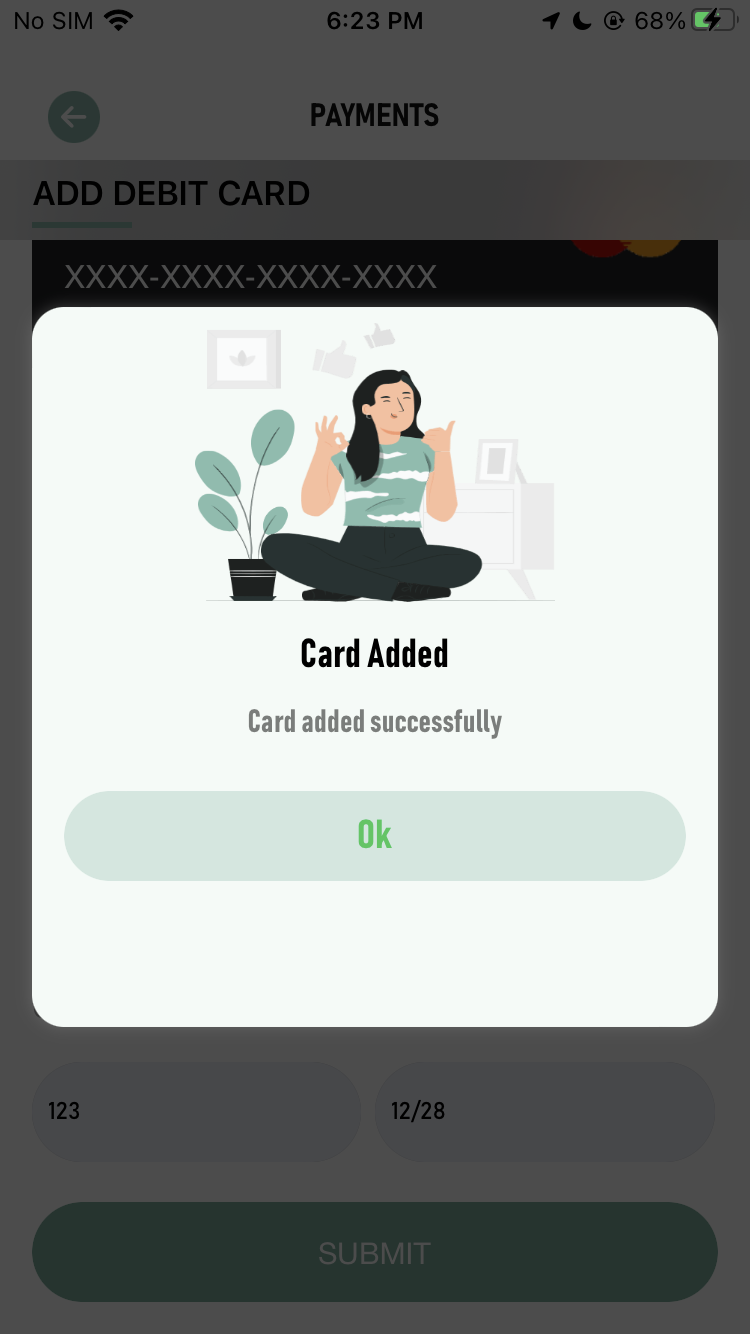 No SIM 6:23 PM 68%
PAYMENTS
ADD DEBIT CARD
XXXX-XXXX-XXXX-XXXX
Card Added
Card added successfully
Ok
123 12/28
SUBMIT